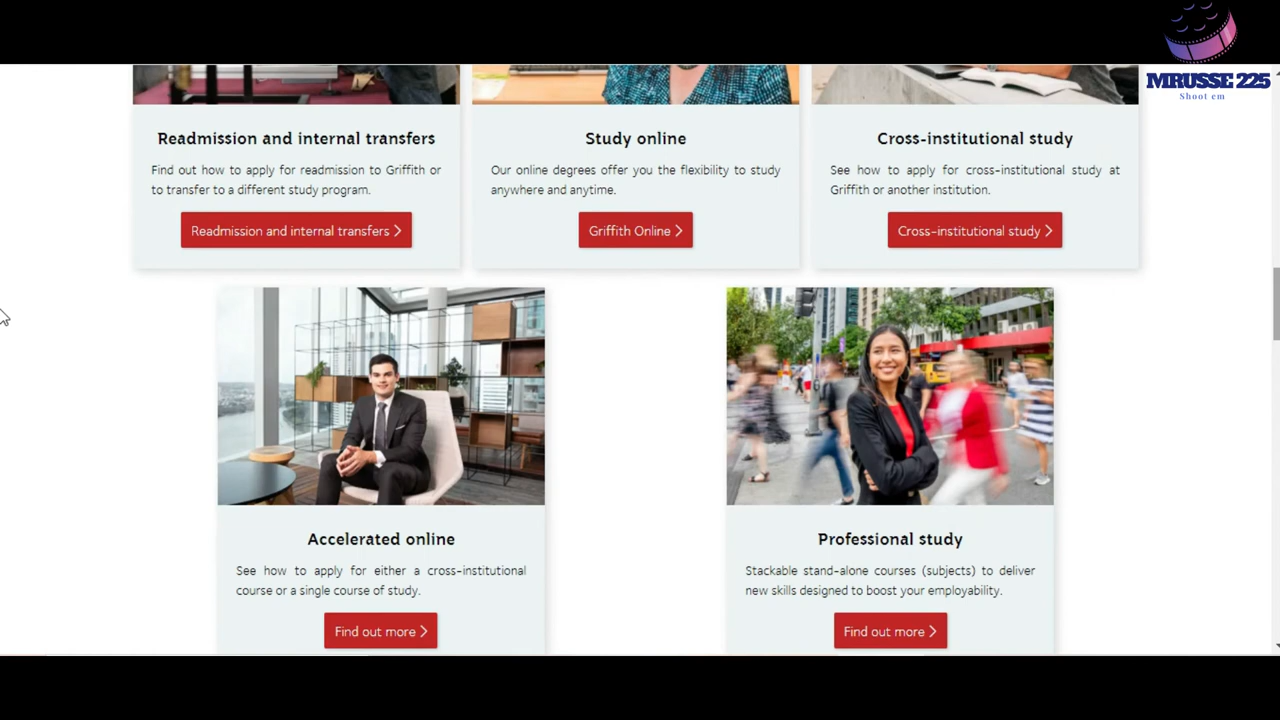 MRUSSE 225
Shoot em
Readmission and internal transfers
Find out how to apply for readmission to Griffith or
to transfer to a different study program.
Readmission and internal transfers
Study online
Our online degrees offer you the flexibility to study
anywhere and anytime.
Griffith Online
Cross-institutional study
See how to apply for cross-institutional study at
Griffith or another institution.
Cross-institutional study
Accelerated online
See how to apply for either a cross-institutional
course or a single course of study.
Find out more
Professional study
Stackable stand-alone courses (subjects) to deliver
new skills designed to boost your employability.
Find out more